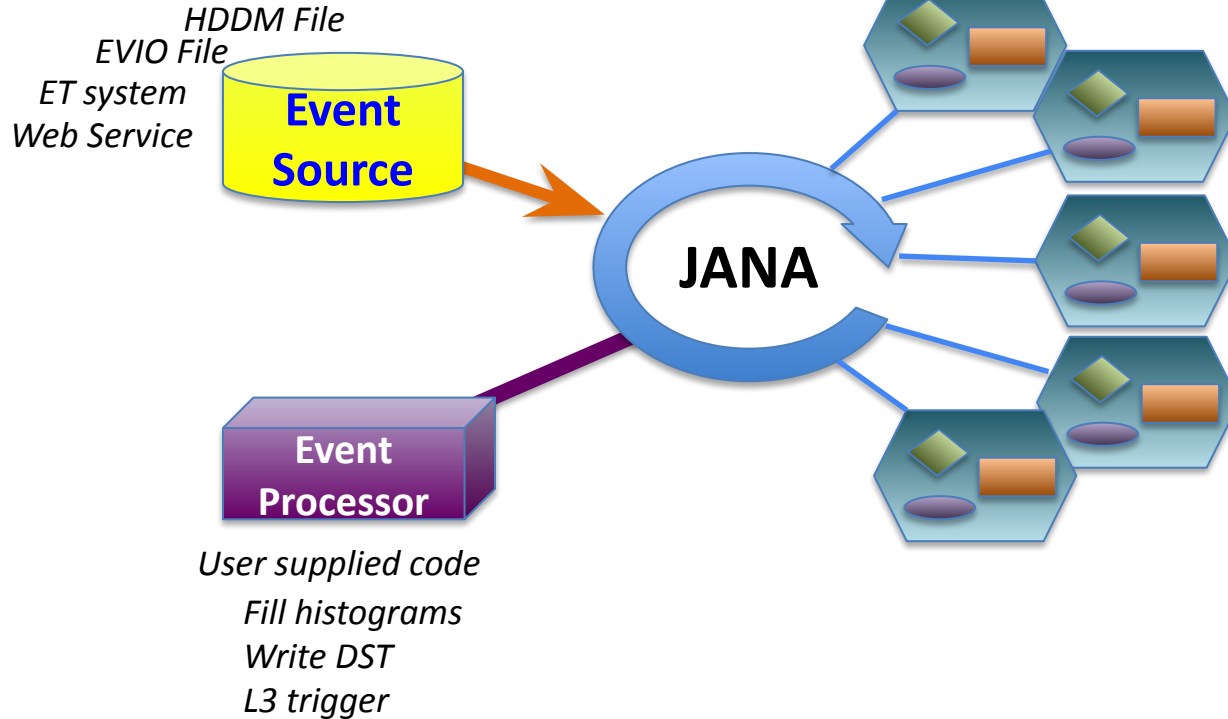 HDDM File
EVIO File
ET system
Web Service
Event
Source
JANA
Event
Processor
User supplied code
Fill histograms
Write DST
L3 trigger